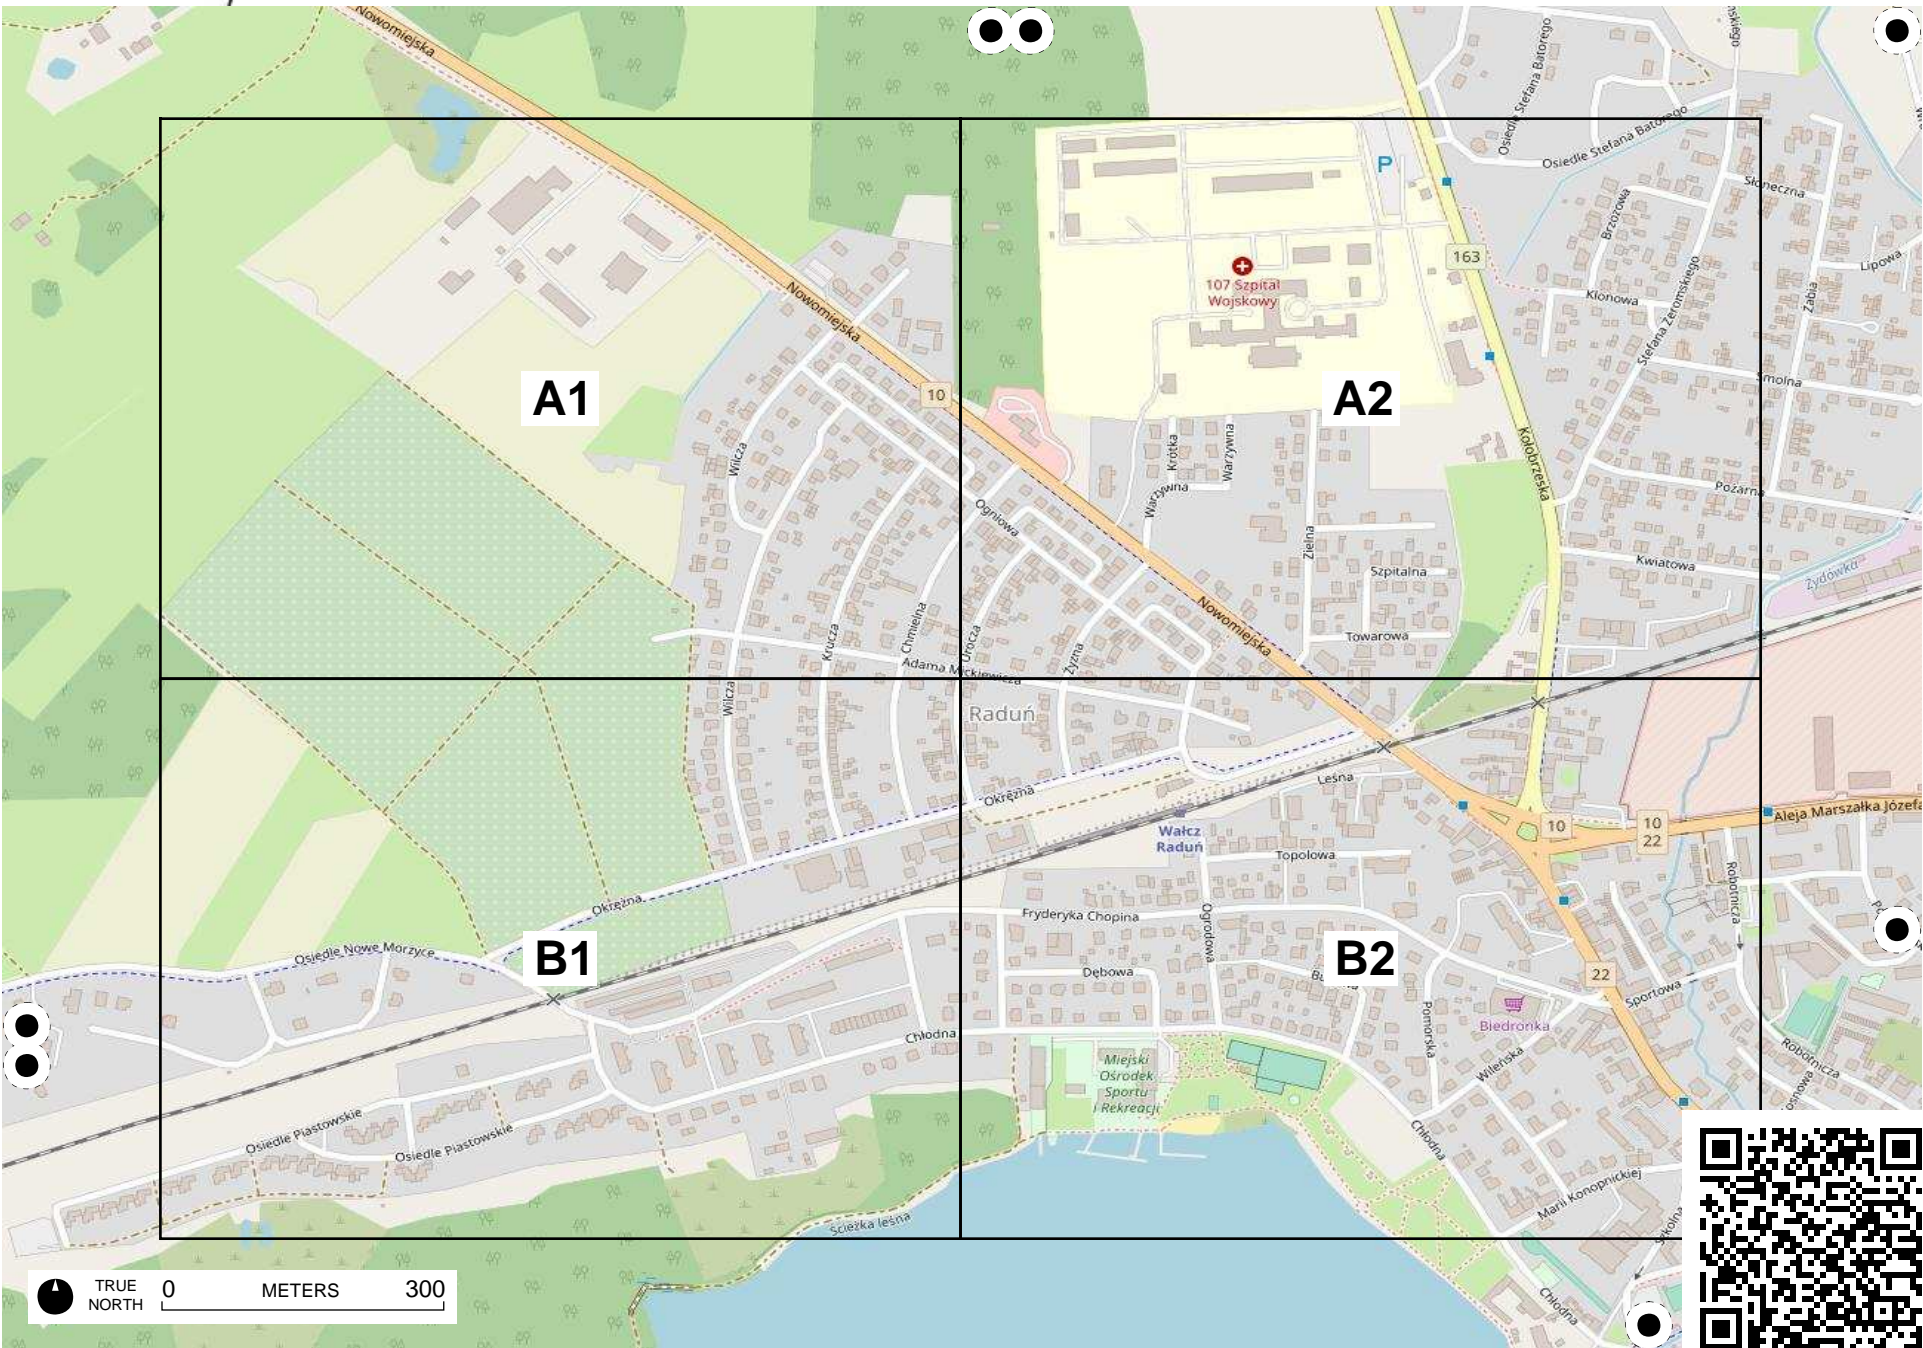 Nowomiejska
Osiedle Stefana Batorego
Osiedle Stefana Batorego
P
Słoneczna
Brzozowa
163
Lipowa
107 Szpital
Wojskowy
Klonowa
Żabia
Nowomiejska
Stefana Żeromskiego
Smolna
10
A1
A2
Wilcza
Krótka
Warzywna
Kołobrzeska
Warzywna
Pożarna
Ogniowa
Zielna
Kwiatowa
Szpitalna
Żydówka
Nowomiejska
Towarowa
Krucza
Chmielna
Urocza
Żyzna
Adama Mickiewicza
Wilcza
Raduń
Leśna
Okrężna
Aleja Marszałka Józefa
10
10
22
Wałcz
Raduń
Topolowa
Robotnicza
Okrężna
Fryderyka Chopina
Ogrodowa
Osiedle Nowe Morzyce
B1
B2
Dębowa
22
Sportowa
Pomorska
Biedronka
Chłodna
Miejski
Ośrodek
Sportu
i Rekreacji
Wileńska
Robotnicza
Osiedle Piastowskie
Osiedle Piastowskie
Chłodna
Marii Konopnickiej
Ścieżka leśna
Szkolna
Chłodna
TRUE
NORTH
0 METERS 300